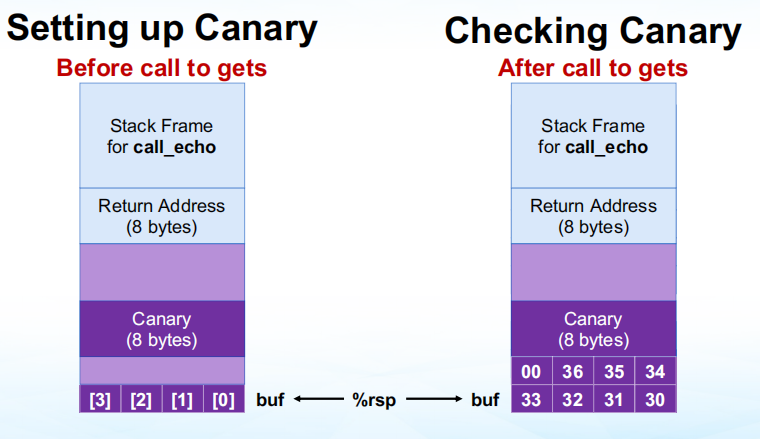 Setting up Canary
Before call to gets
Stack Frame
for call_echo
Return Address
(8 bytes)
Canary
(8 bytes)
[3] [2] [1] [0] buf
%rsp
Checking Canary
After call to gets
Stack Frame
for call_echo
Return Address
(8 bytes)
Canary
(8 bytes)
00 36 35 34
buf 33 32 31 30